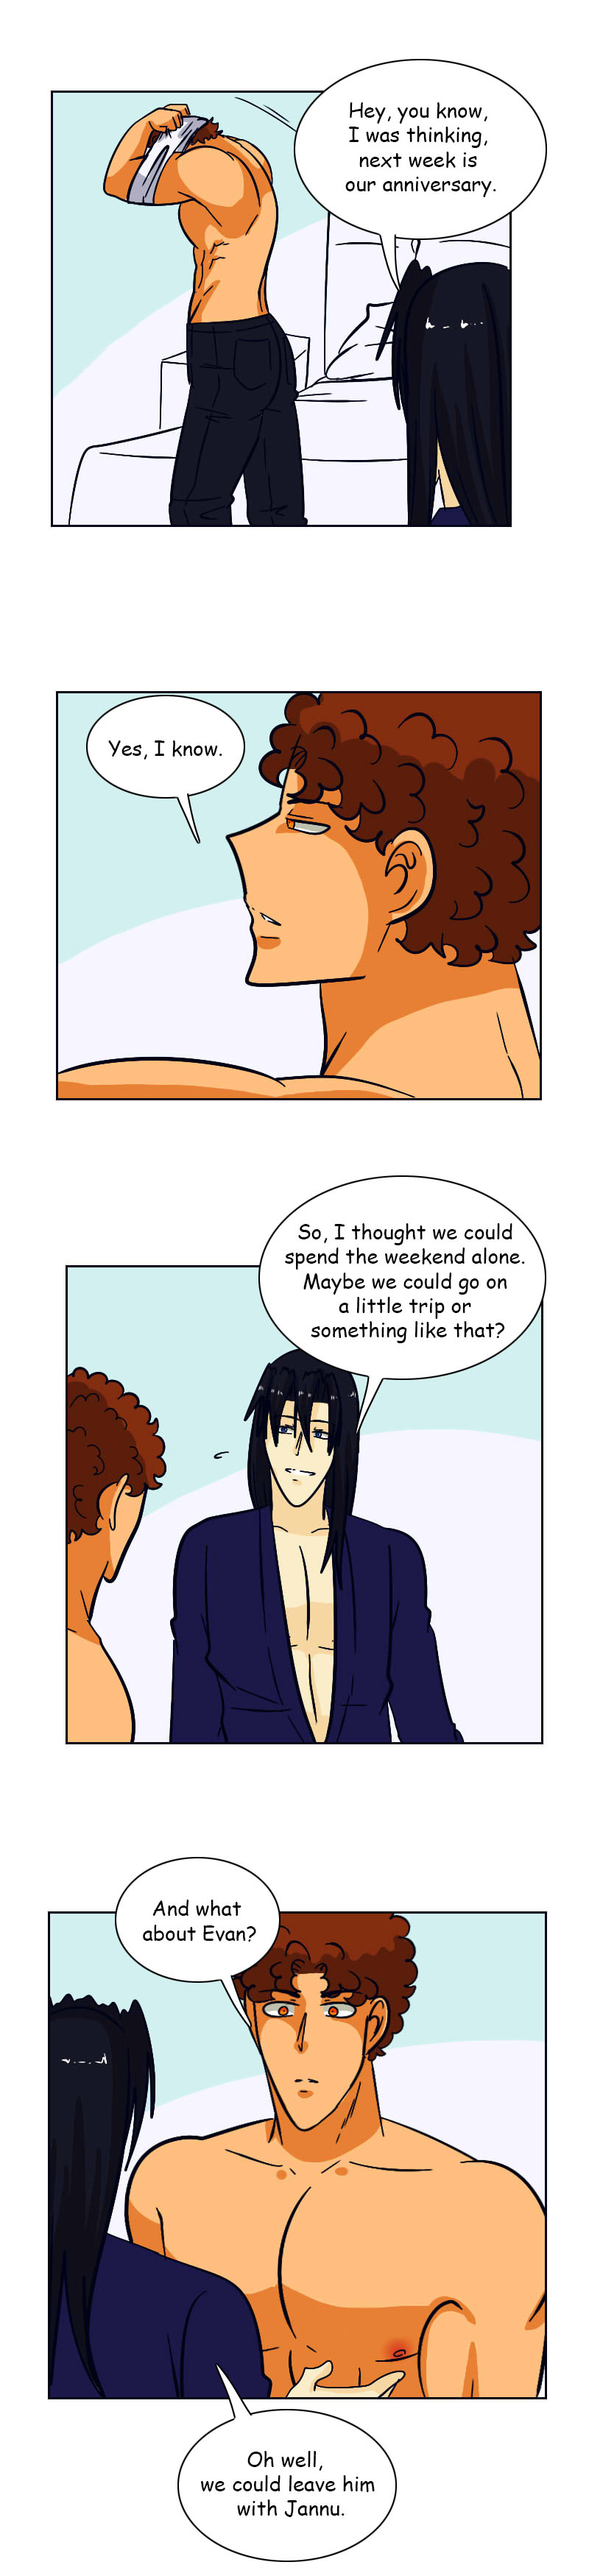 Hey, you know,
I was thinking,
next week is
our anniversary.
Yes, I know.
So, I thought we could
spend the weekend alone.
Maybe we could go on
a little trip or
something like that?
And what
about Evan?
Oh well,
we could leave him
with Jannu.